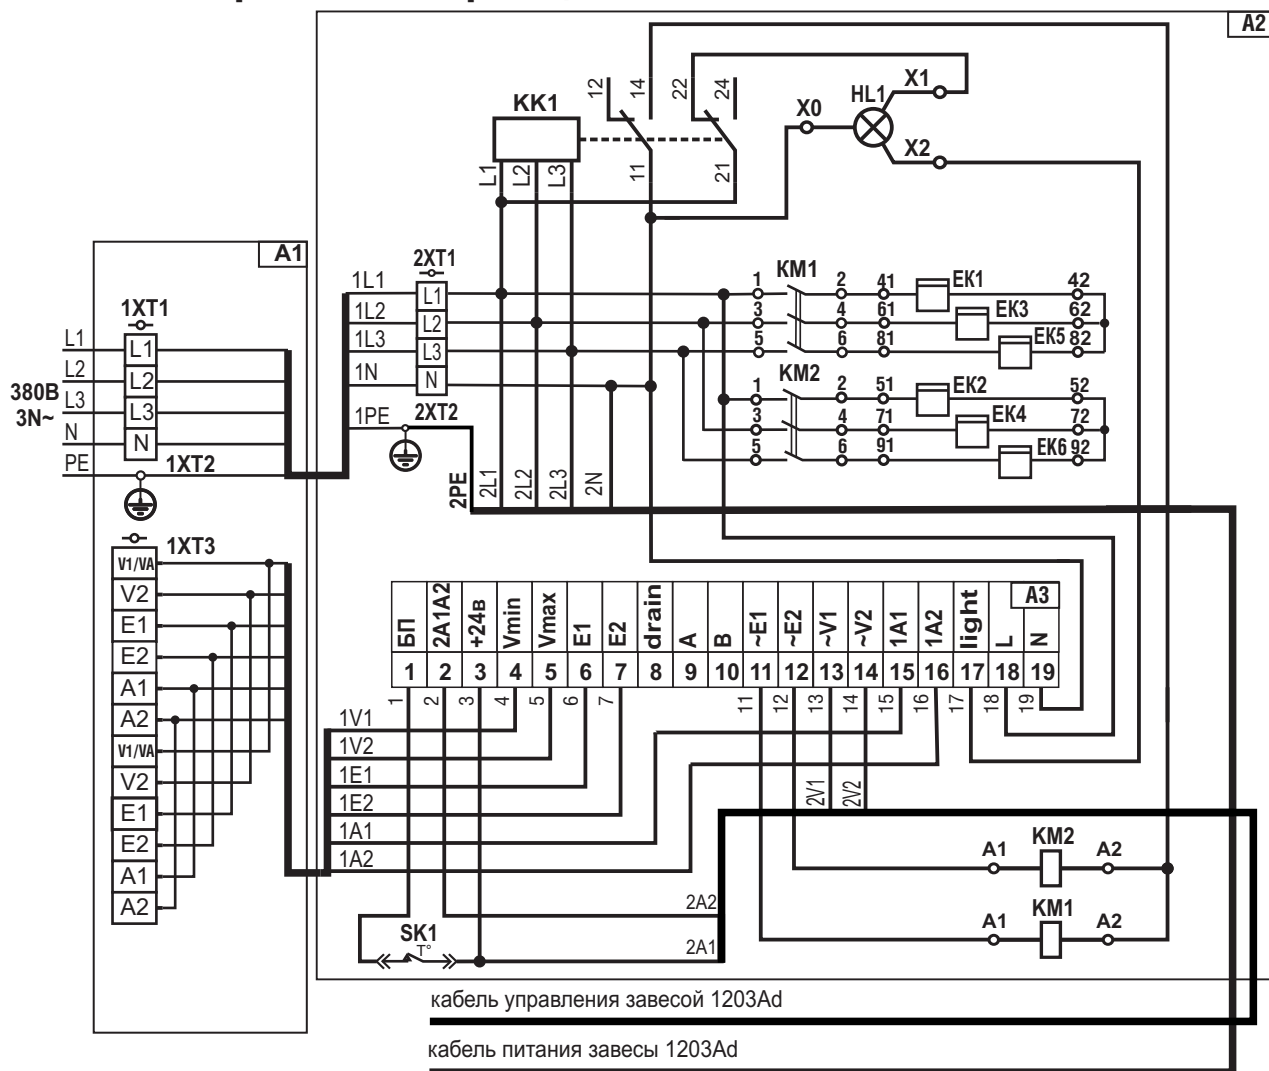 A2
12
14
22
24
KK1
HL1
X1
X0
X2
L1
L2
L3
11
21
A1
1XT1
L1
L2
L3
N
PE
380В
3N~
L1
L2
L3
N
1XT2
2XT1
1L1
1L2
1L3
1N
1PE
L1
L2
L3
N
2XT2
2PE
2L1
2L2
2L3
2N
KM1
1 2 41 EK1 42
3 4 61 EK3 62
5 6 81 EK5 82
KM2
1 2 51 EK2 52
3 4 71 EK4 72
5 6 91 EK6 92
1XT3
V1/VA
V2
E1
E2
A1
A2
V1/VA
V2
E1
E2
A1
A2
A3
БП 2A1A2 +24в Vmin Vmax E1 E2 drain A B ~E1 ~E2 ~V1 ~V2 1A1 1A2 light L N
1 2 3 4 5 6 7 8 9 10 11 12 13 14 15 16 17 18 19
1 2 3 4 5 6 7 11 12 13 14 15 16 17 18 19
1V1
1V2
1E1
1E2
1A1
1A2
2V1
2V2
A1 KM2 A2
A1 KM1 A2
2A2
2A1
SK1
T°
кабель управления завесой 1203Ad
кабель питания завесы 1203Ad